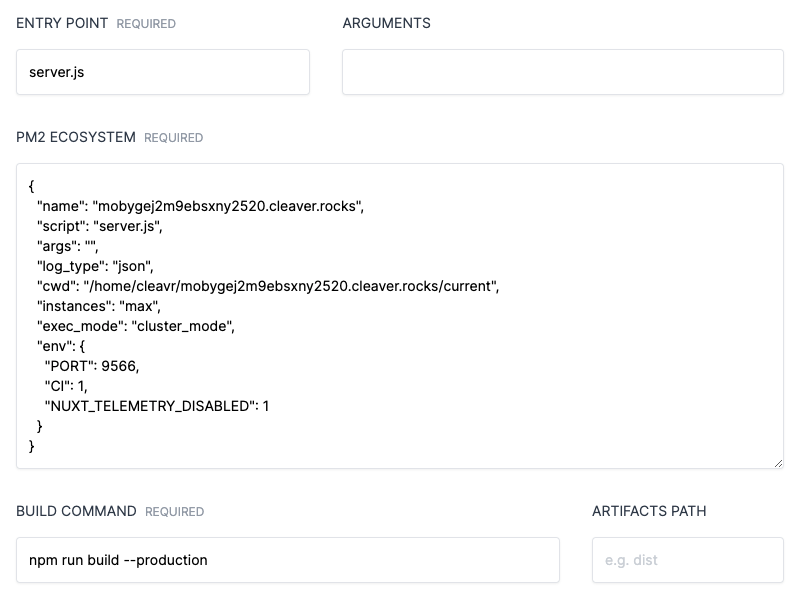 ENTRY POINT REQUIRED
ARGUMENTS
server.js
PM2 ECOSYSTEM REQUIRED
{
  "name": "mobygej2m9ebsxny2520.cleaver.rocks",
  "script": "server.js",
  "args": "",
  "log_type": "json",
  "cwd": "/home/cleavr/mobygej2m9ebsxny2520.cleaver.rocks/current",
  "instances": "max",
  "exec_mode": "cluster_mode",
  "env": {
    "PORT": 9566,
    "CI": 1,
    "NUXT_TELEMETRY_DISABLED": 1
  }
}
BUILD COMMAND REQUIRED
ARTIFACTS PATH
npm run build --production
e.g. dist